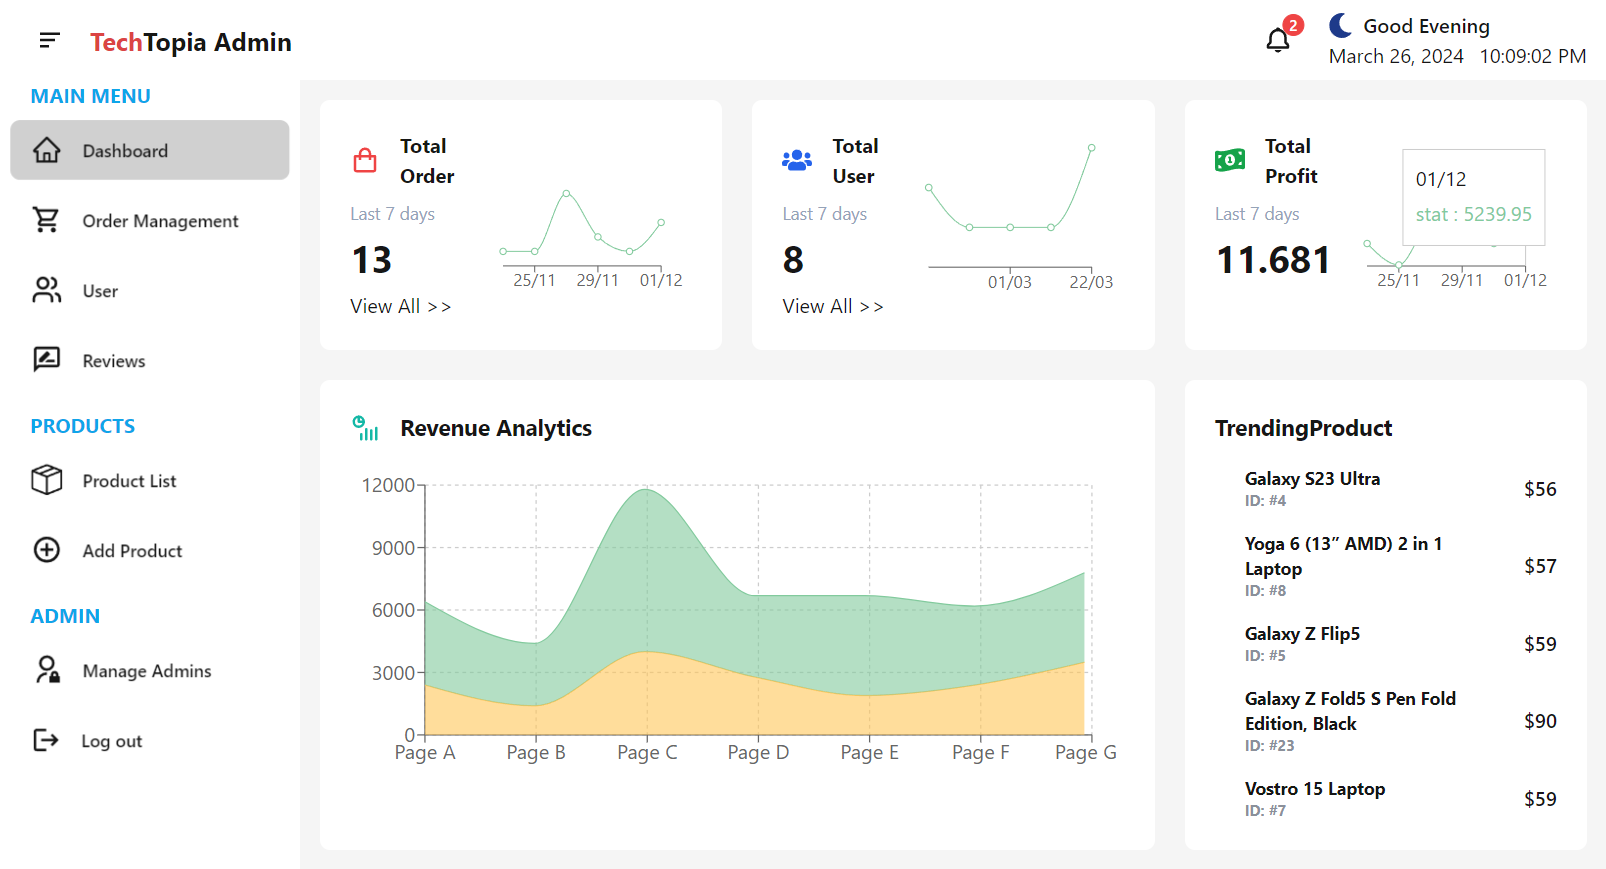 TechTopia Admin
2
Good Evening
March 26, 2024 10:09:02 PM
MAIN MENU
Dashboard
Order Management
User
Reviews
PRODUCTS
Product List
Add Product
ADMIN
Manage Admins
Log out
Total
Order
Last 7 days
13
View All >>
25/11 29/11 01/12
Total
User
Last 7 days
8
View All >>
01/03 22/03
Total
Profit
Last 7 days
11.681
01/12
stat : 5239.95
25/11 29/11 01/12
Revenue Analytics
12000
9000
6000
3000
0
Page A Page B Page C Page D Page E Page F Page G
TrendingProduct
Galaxy S23 Ultra
ID: #4
$56
Yoga 6 (13” AMD) 2 in 1
Laptop
ID: #8
$57
Galaxy Z Flip5
ID: #5
$59
Galaxy Z Fold5 S Pen Fold
Edition, Black
ID: #23
$90
Vostro 15 Laptop
ID: #7
$59